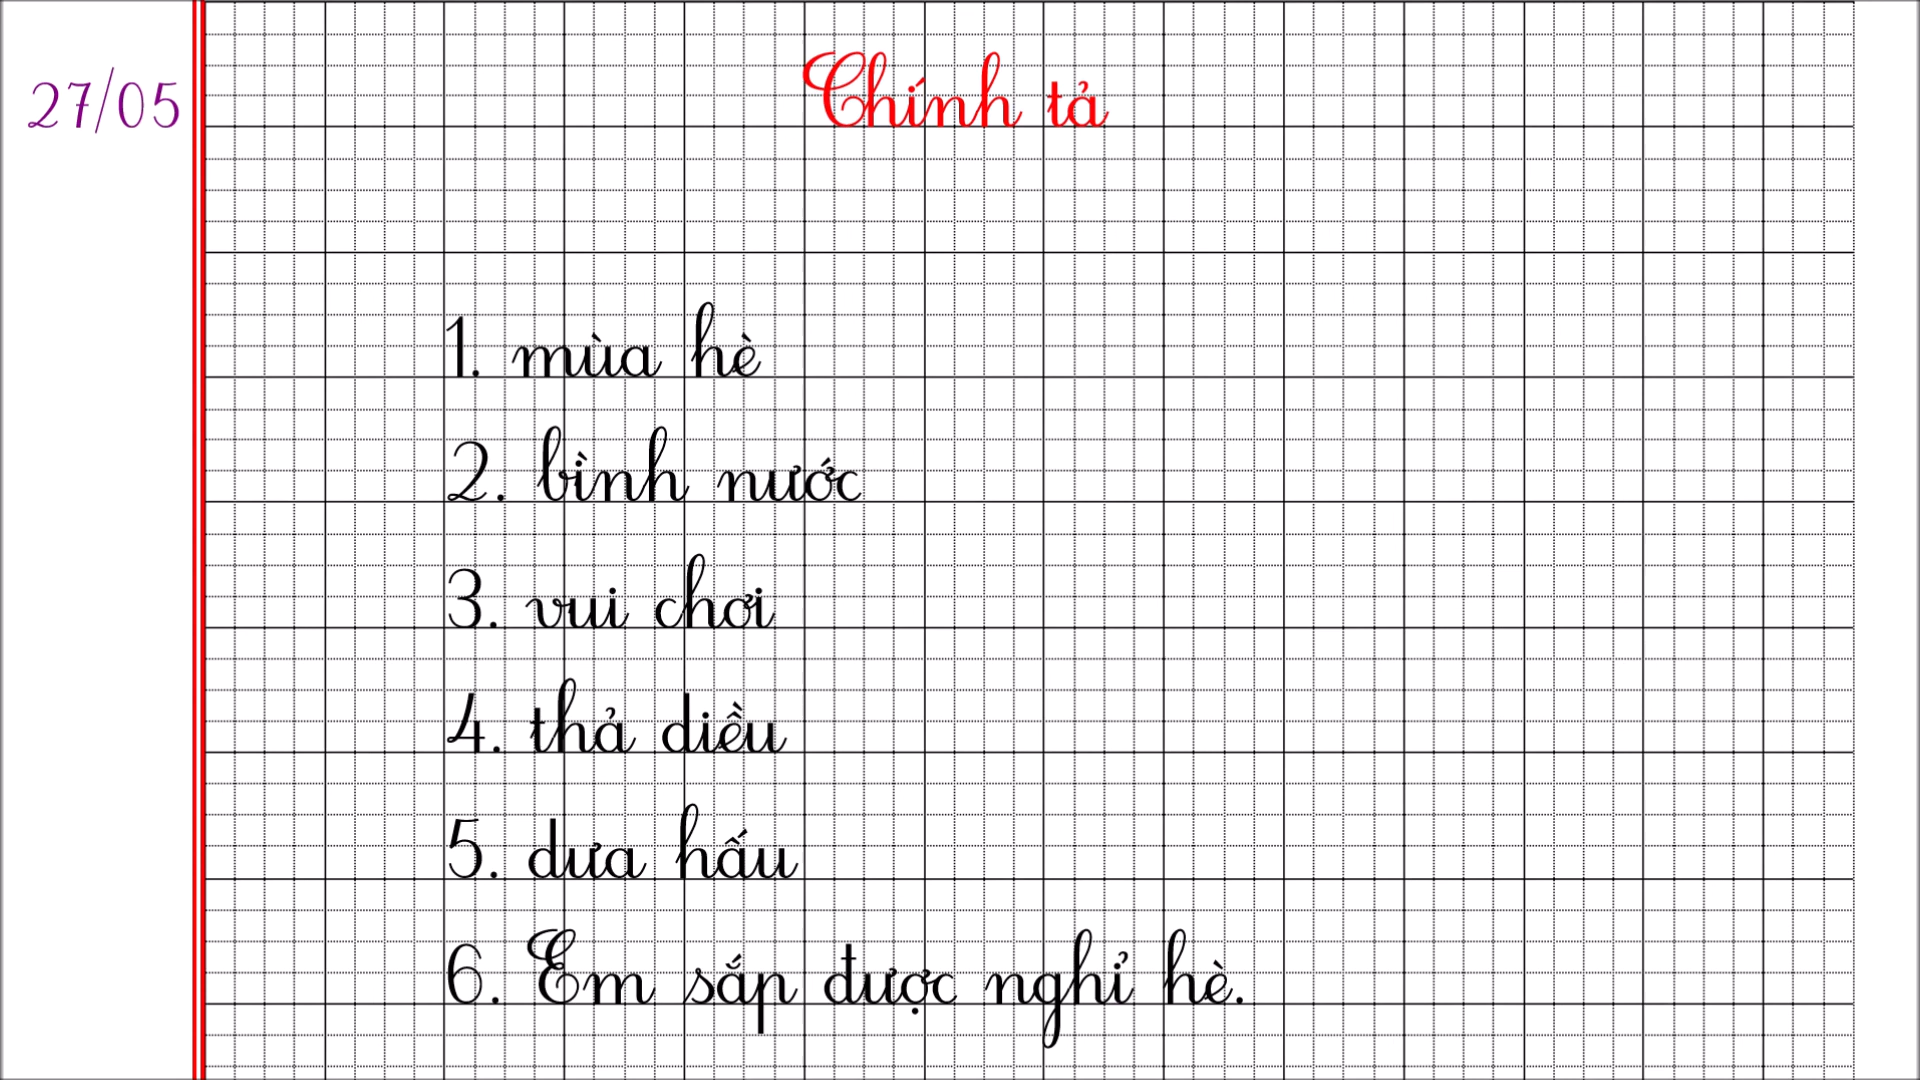 27/05
Chính tả
1. mùa hè
2. bình nước
3. vui chơi
4. thả diều
5. dưa hấu
6. Em sắp được nghỉ hè.